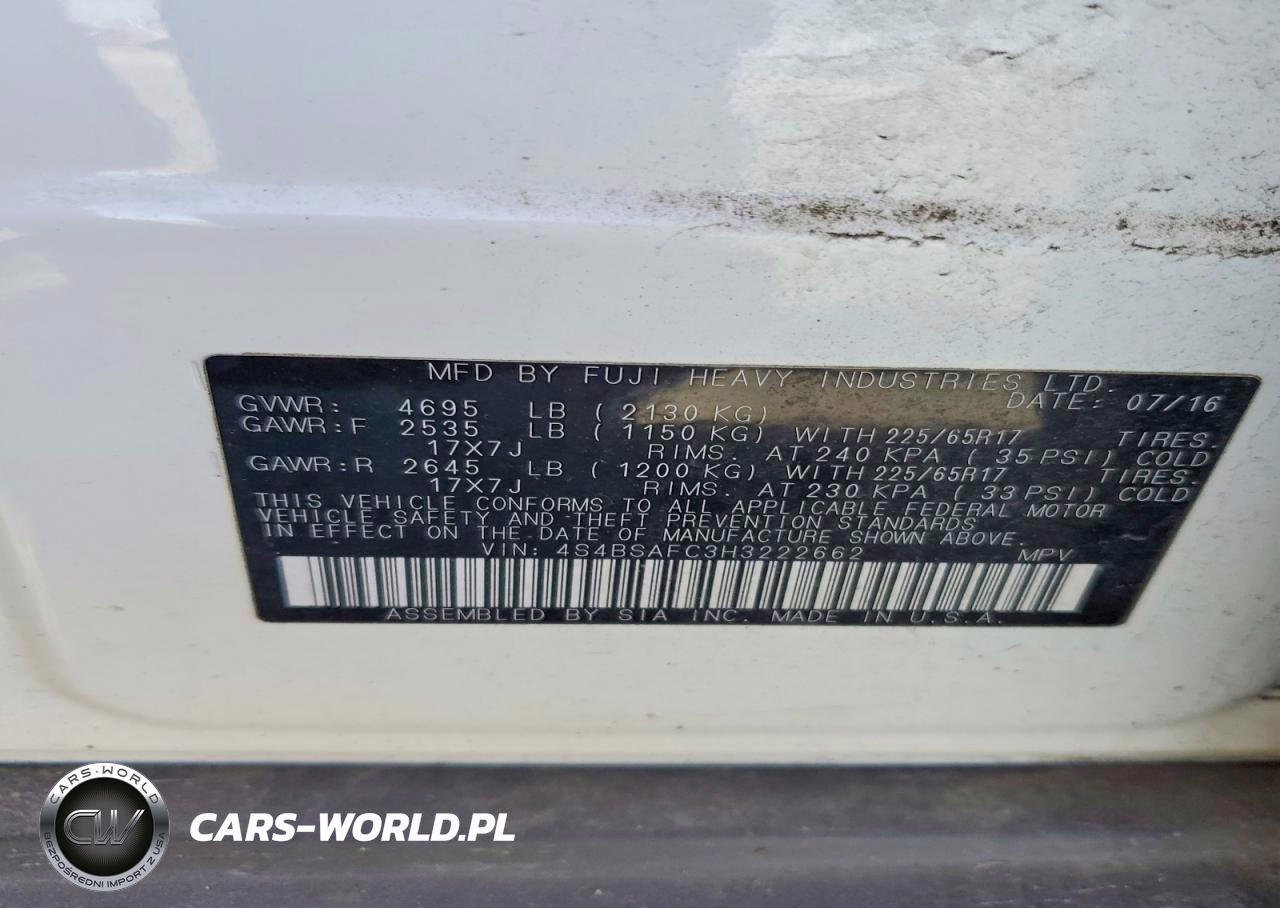 MFD BY FUJI HEAVY INDUSTRIES LTD.
DATE: 07/16
GVWR: 4695 LB ( 2130 KG)
GAWR:F 2535 LB ( 1150 KG) WITH 225/65R17 TIRES.
17X7J RIMS. AT 240 KPA ( 35 PSI) COLD
GAWR:R 2645 LB ( 1200 KG) WITH 225/65R17 TIRES.
17X7J RIMS. AT 230 KPA ( 33 PSI) COLD
THIS VEHICLE CONFORMS TO ALL APPLICABLE FEDERAL MOTOR
VEHICLE SAFETY AND THEFT PREVENTION STANDARDS
IN EFFECT ON THE DATE OF MANUFACTURE SHOWN ABOVE.
VIN: 4S4BSAFC3H3222662 MPV
ASSEMBLED BY SIA INC. MADE IN U.S.A.
CARS-WORLD
CW
BEZPOŚREDNI IMPORT Z USA
CARS-WORLD.PL